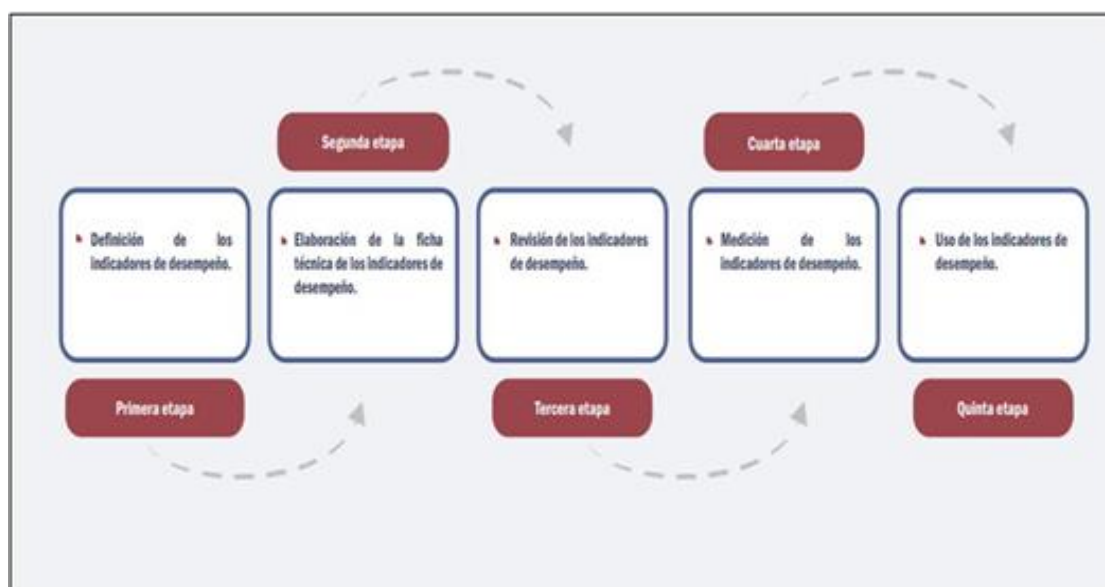 Segunda etapa
Cuarta etapa
Definición de los
indicadores de desempeño.
Elaboración de la ficha
técnica de los indicadores de
desempeño.
Revisión de los indicadores
de desempeño.
Medición de los
indicadores de desempeño.
Uso de los indicadores de
desempeño.
Primera etapa
Tercera etapa
Quinta etapa